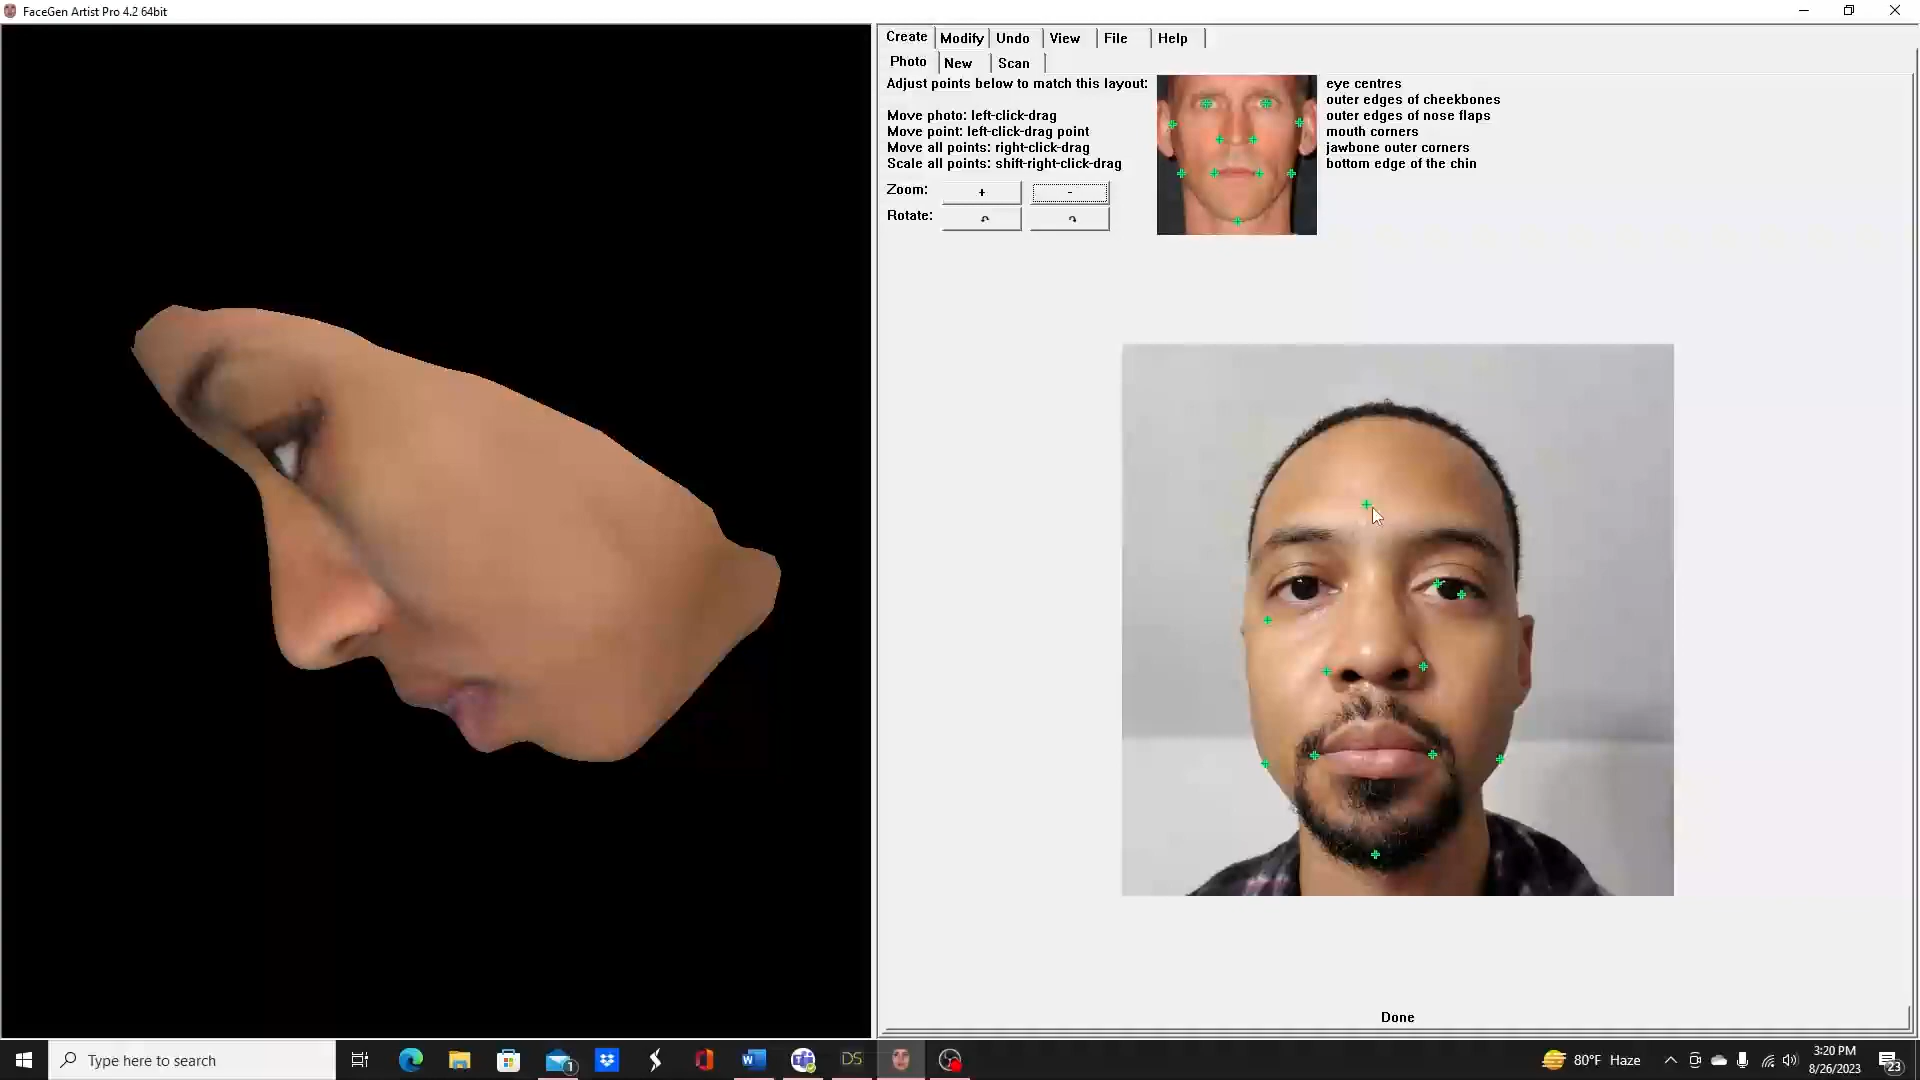 FaceGen Artist Pro 4.2 64bit
Create Modify Undo View File Help
Photo New Scan
Adjust points below to match this layout:
Move photo: left-click-drag
Move point: left-click-drag point
Move all points: right-click-drag
Scale all points: shift-right-click-drag
Zoom: + -
Rotate:
eye centres
outer edges of cheekbones
outer edges of nose flaps
mouth corners
jawbone outer corners
bottom edge of the chin
Done
Type here to search
1
W
DS
80°F Haze
3:20 PM
8/26/2023
23